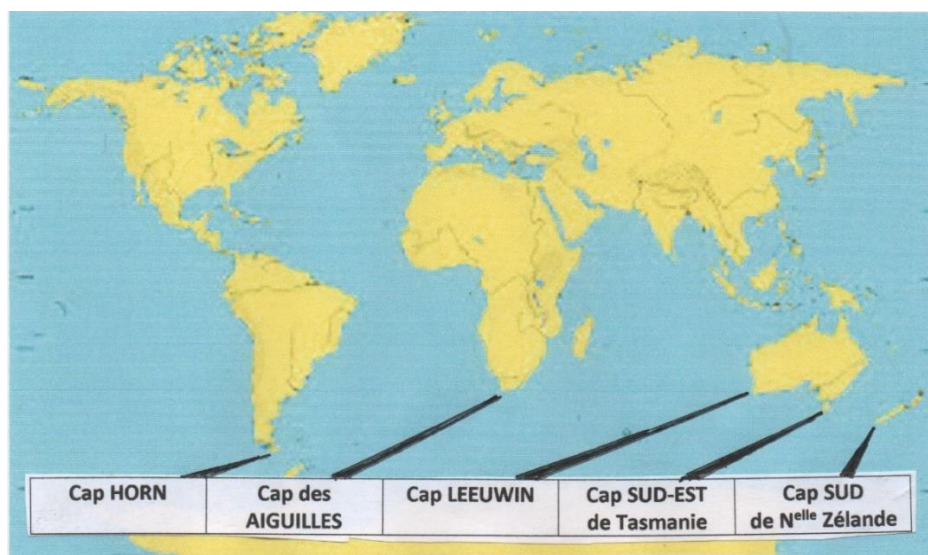 Cap HORN
Cap des
AIGUILLES
Cap LEEUWIN
Cap SUD-EST
de Tasmanie
Cap SUD
de Nelle Zélande